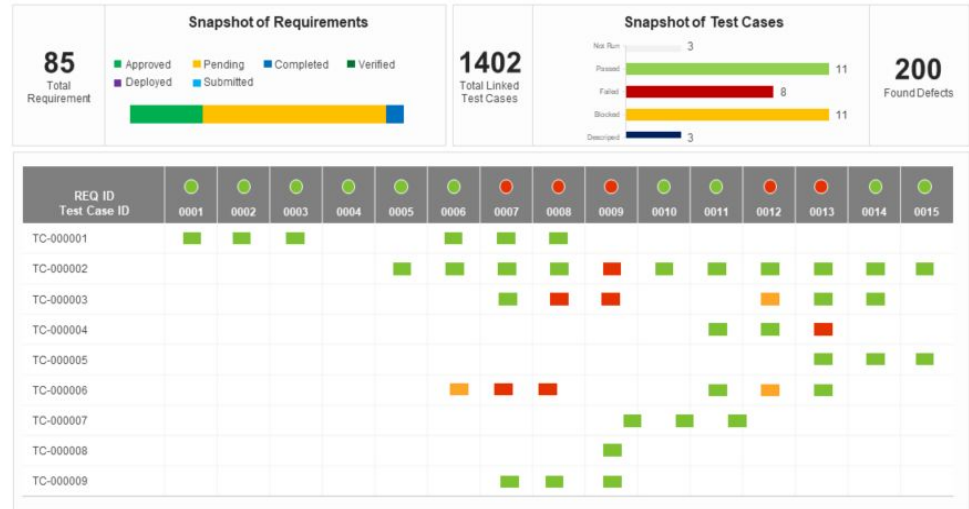 Snapshot of Requirements
85
Total
Requirement
Approved Pending Completed Verified
Deployed Submitted
1402
Total Linked
Test Cases
Snapshot of Test Cases
Not Run 3
Passed 11
Failed 8
Blocked 11
Descriped 3
200
Found Defects
REQ ID
Test Case ID 0001 0002 0003 0004 0005 0006 0007 0008 0009 0010 0011 0012 0013 0014 0015
TC-000001
TC-000002
TC-000003
TC-000004
TC-000005
TC-000006
TC-000007
TC-000008
TC-000009